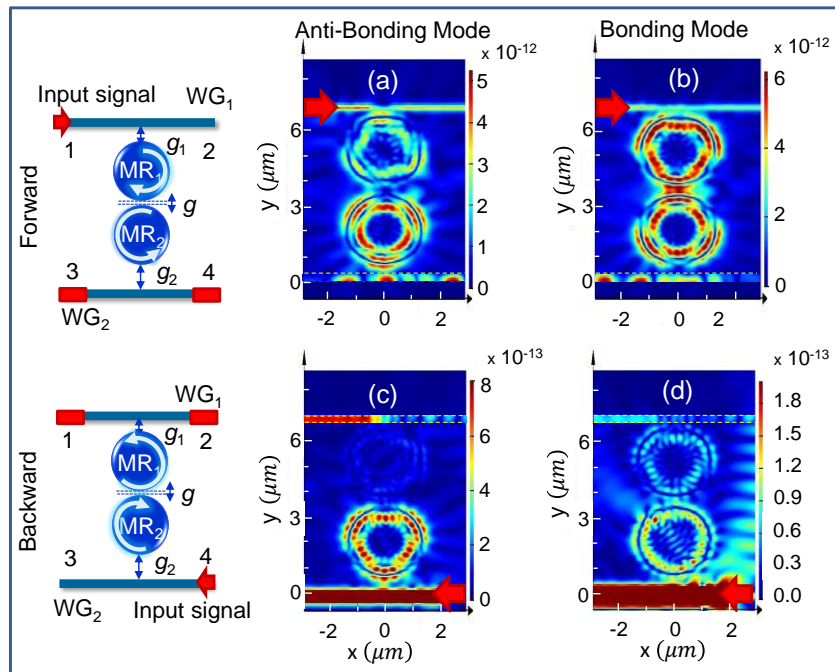 Anti-Bonding Mode
Bonding Mode
x 10-12
x 10-12
Input signal
WG1
1
g1
2
MR1
g
MR2
3
g2
4
WG2
Forward
(a)
y (μm)
6
3
0
-2
0
2
5
4
3
2
1
0
(b)
y (μm)
6
3
0
-2
0
2
6
4
2
0
x 10-13
x 10-13
WG1
1
g1
2
MR1
g
MR2
3
g2
4
WG2
Input signal
Backward
(c)
y (μm)
6
3
0
-2
0
2
x (μm)
8
6
4
2
0
(d)
y (μm)
6
3
0
-2
0
2
x (μm)
1.8
1.5
1.2
0.9
0.6
0.3
0.0